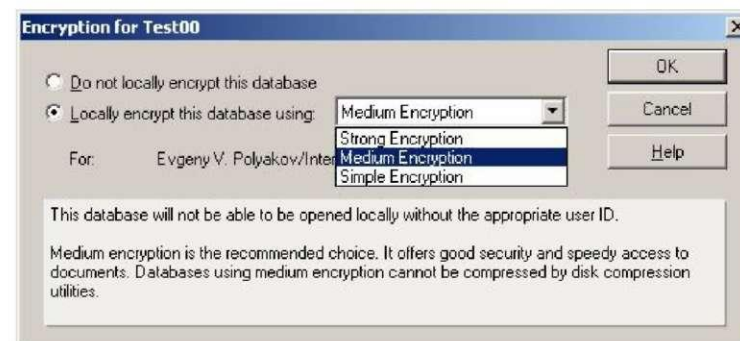 Encryption for Test00
Do not locally encrypt this database
Locally encrypt this database using:
Medium Encryption
Strong Encryption
Medium Encryption
Simple Encryption
For: Evgeny V. Polyakov/Inter
OK
Cancel
Help
This database will not be able to be opened locally without the appropriate user ID.
Medium encryption is the recommended choice. It offers good security and speedy access to
documents. Databases using medium encryption cannot be compressed by disk compression
utilities.